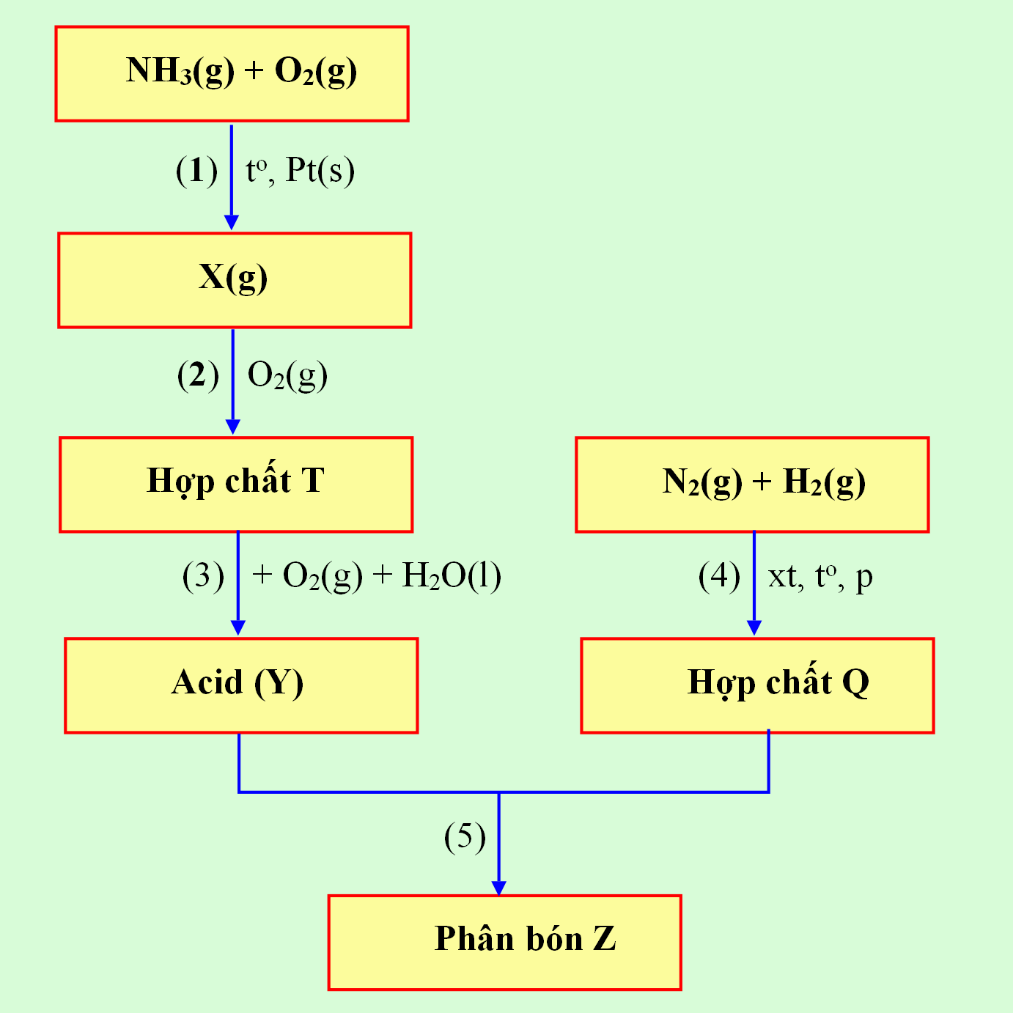 NH₃(g) + O₂(g)
(1) tᵒ, Pt(s)
X(g)
(2) O₂(g)
Hợp chất T
N₂(g) + H₂(g)
(3) + O₂(g) + H₂O(l)
(4) xt, tᵒ, p
Acid (Y)
Hợp chất Q
(5)
Phân bón Z